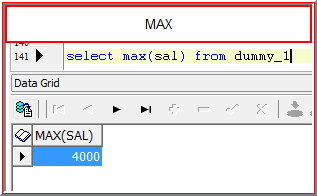 MAX
140
141 select max(sal) from dummy_1
Data Grid
MAX(SAL)
4000